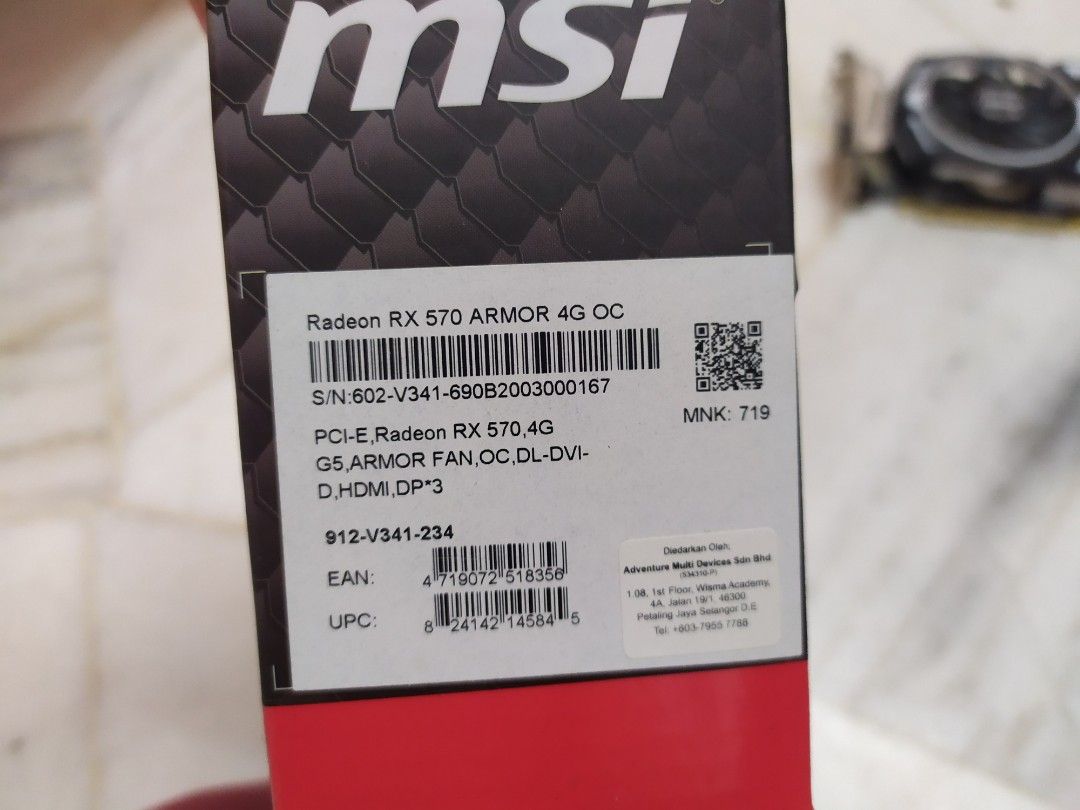 msi
Radeon RX 570 ARMOR 4G OC
S/N:602-V341-690B2003000167
MNK: 719
PCI-E,Radeon RX 570,4G
G5,ARMOR FAN,OC,DL-DVI-
D,HDMI,DP*3
912-V341-234
EAN: 4 719072 518356
UPC: 8 24142 14584 5
Diedarkan Oleh:
Adventure Multi Devices Sdn Bhd
(534310-P)
1.08, 1st Floor, Wisma Academy,
4A, Jalan 19/1, 46300
Petaling Jaya Selangor D.E
Tel: +603-7955 7788